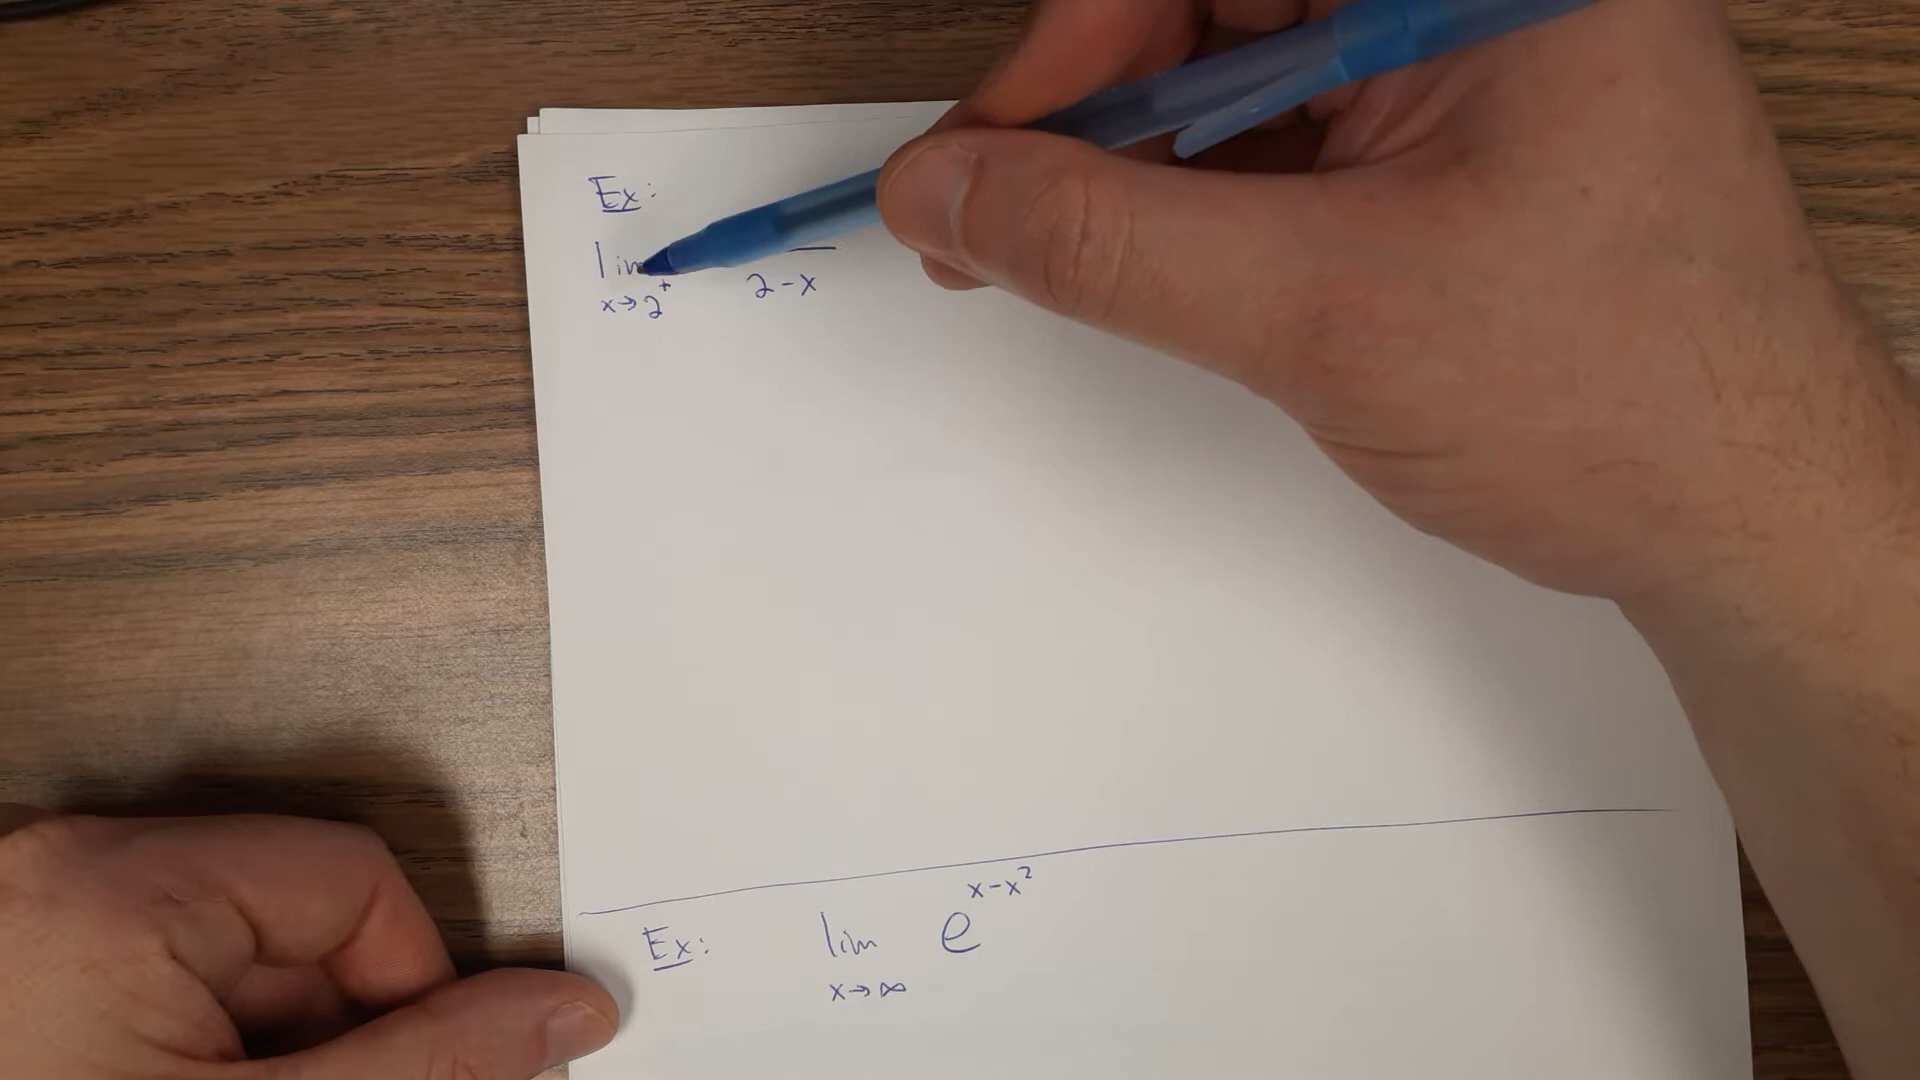 Ex:
lim
x→2⁺ 2-x
Ex: lim e^{x-x²}
x→∞